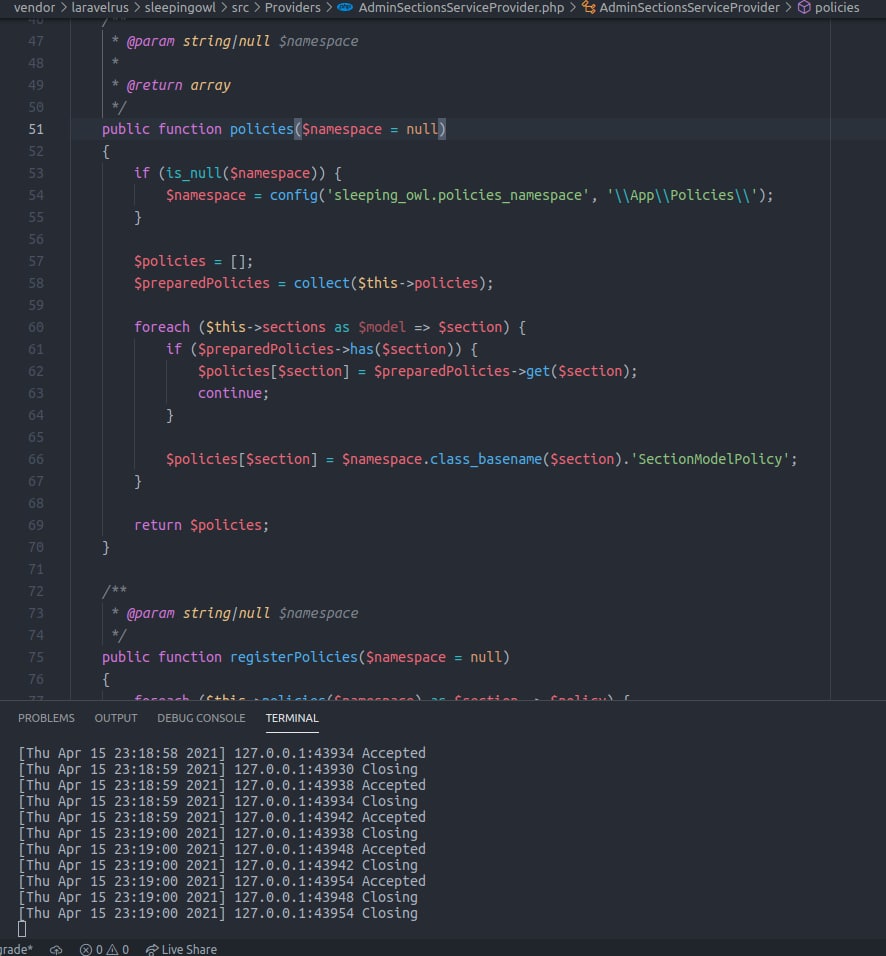 vendor > laravelrus > sleepingowl > src > Providers > AdminSectionsServiceProvider.php > AdminSectionsServiceProvider > policies
46 /**
47 * @param string|null $namespace
48 *
49 * @return array
50 */
51 public function policies($namespace = null)
52 {
53 if (is_null($namespace)) {
54 $namespace = config('sleeping_owl.policies_namespace', '\\App\\Policies\\');
55 }
56
57 $policies = [];
58 $preparedPolicies = collect($this->policies);
59
60 foreach ($this->sections as $model => $section) {
61 if ($preparedPolicies->has($section)) {
62 $policies[$section] = $preparedPolicies->get($section);
63 continue;
64 }
65
66 $policies[$section] = $namespace.class_basename($section).'SectionModelPolicy';
67 }
68
69 return $policies;
70 }
71
72 /**
73 * @param string|null $namespace
74 */
75 public function registerPolicies($namespace = null)
76 {
77 foreach ($this->policies($namespace) as $section => $policy) {
PROBLEMS OUTPUT DEBUG CONSOLE TERMINAL
[Thu Apr 15 23:18:58 2021] 127.0.0.1:43934 Accepted
[Thu Apr 15 23:18:59 2021] 127.0.0.1:43930 Closing
[Thu Apr 15 23:18:59 2021] 127.0.0.1:43938 Accepted
[Thu Apr 15 23:18:59 2021] 127.0.0.1:43934 Closing
[Thu Apr 15 23:18:59 2021] 127.0.0.1:43942 Accepted
[Thu Apr 15 23:19:00 2021] 127.0.0.1:43938 Closing
[Thu Apr 15 23:19:00 2021] 127.0.0.1:43948 Accepted
[Thu Apr 15 23:19:00 2021] 127.0.0.1:43942 Closing
[Thu Apr 15 23:19:00 2021] 127.0.0.1:43954 Accepted
[Thu Apr 15 23:19:00 2021] 127.0.0.1:43948 Closing
[Thu Apr 15 23:19:00 2021] 127.0.0.1:43954 Closing
grade* 0 0 Live Share